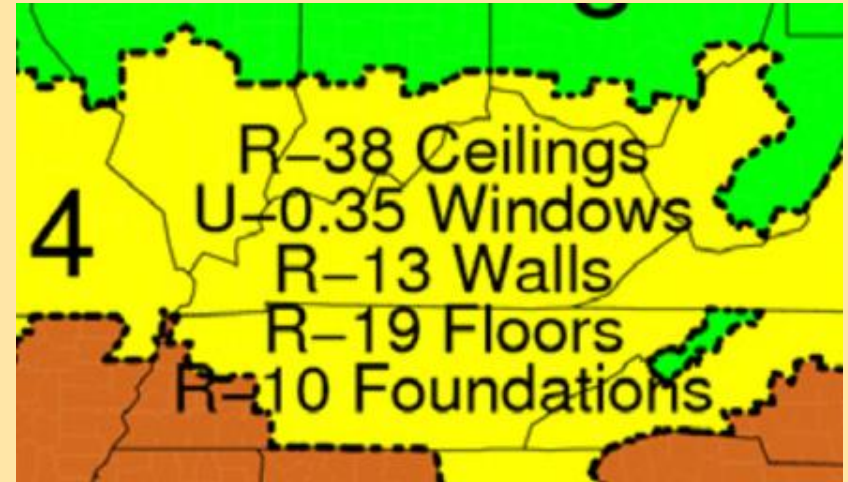 R–38 Ceilings
U–0.35 Windows
4
R–13 Walls
R–19 Floors
R–10 Foundations